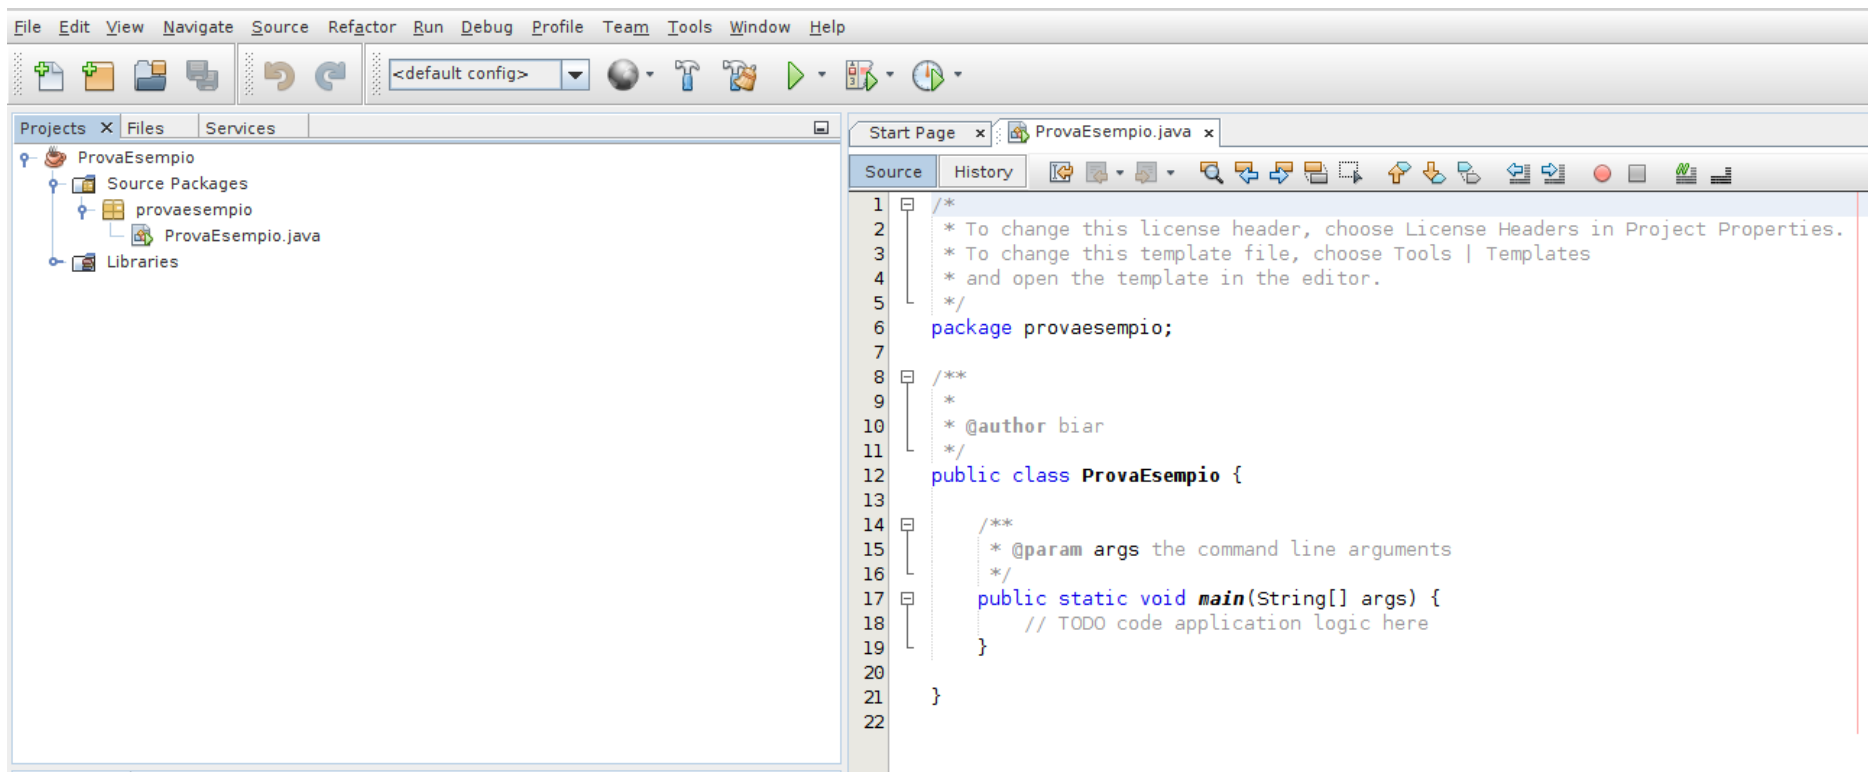 File Edit View Navigate Source Refactor Run Debug Profile Team Tools Window Help
<default config>
Projects Files Services
ProvaEsempio
Source Packages
provaesempio
ProvaEsempio.java
Libraries
Start Page ProvaEsempio.java
Source History
1 /*
2 * To change this license header, choose License Headers in Project Properties.
3 * To change this template file, choose Tools | Templates
4 * and open the template in the editor.
5 */
6 package provaesempio;
7
8 /**
9 *
10 * @author biar
11 */
12 public class ProvaEsempio {
13
14 /**
15 * @param args the command line arguments
16 */
17 public static void main(String[] args) {
18 // TODO code application logic here
19 }
20
21 }
22